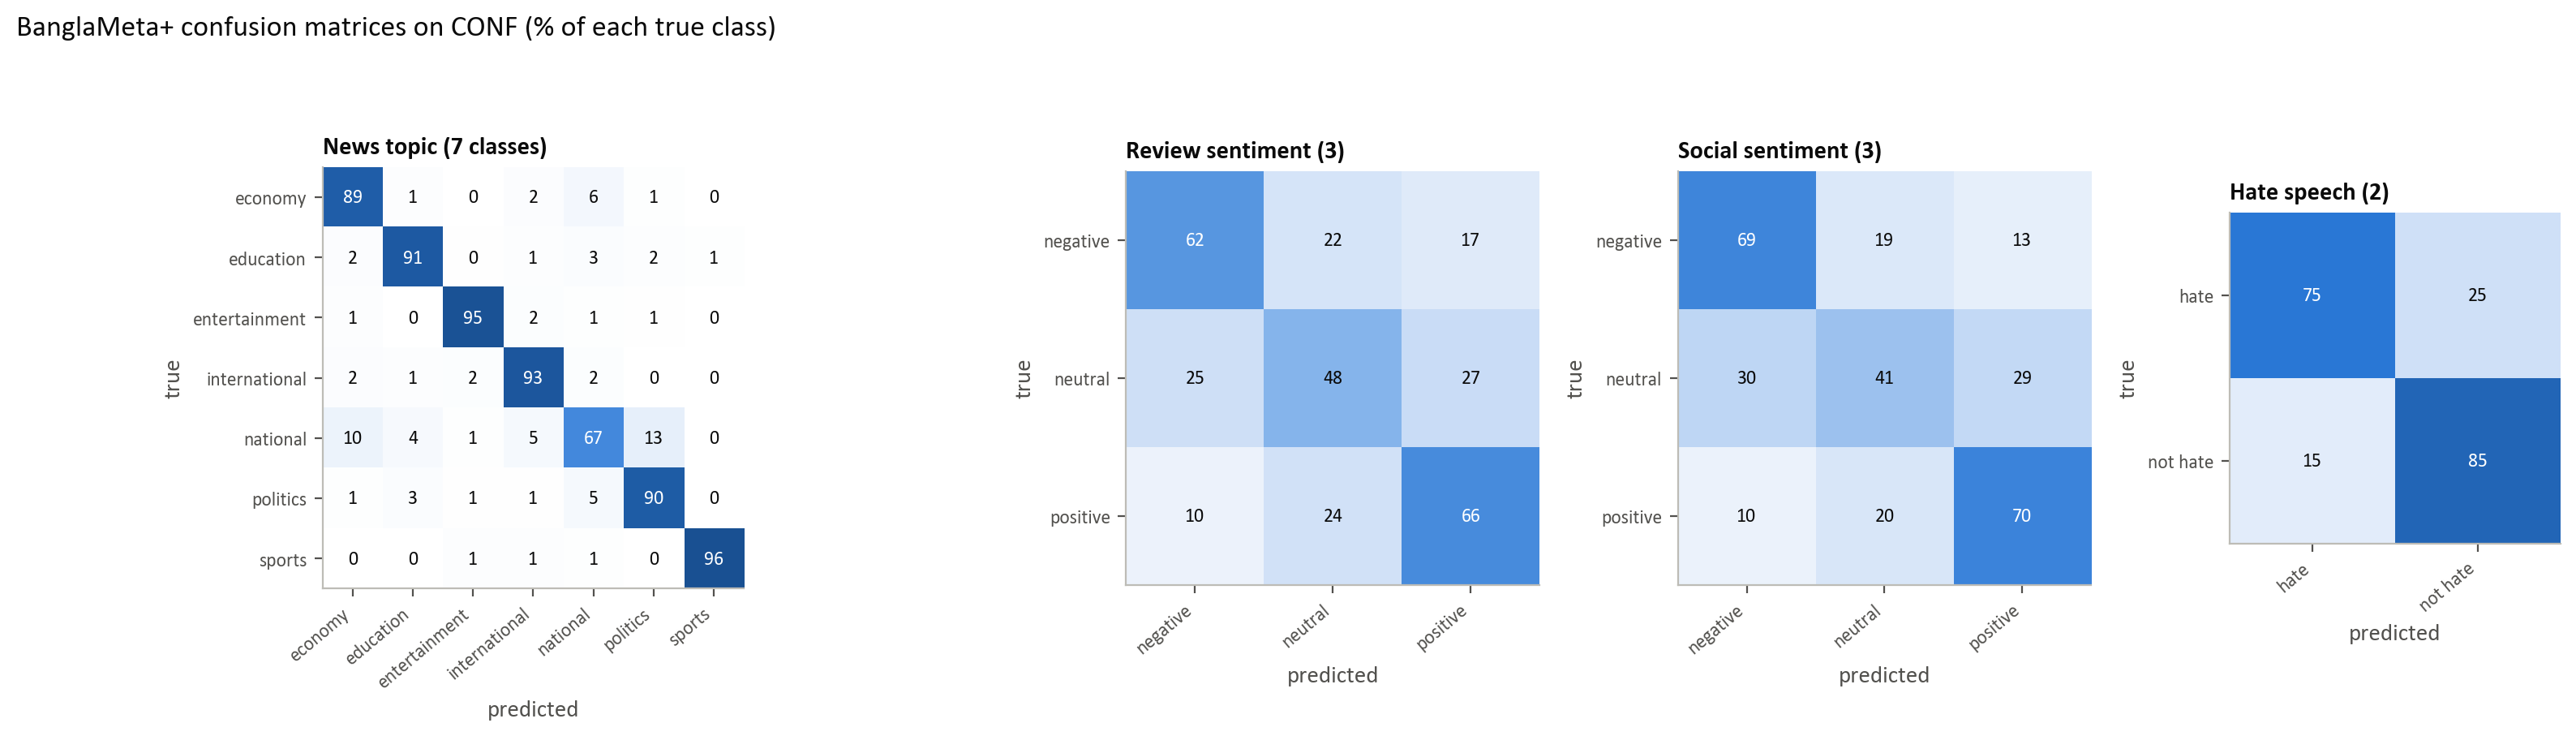 BanglaMeta+ confusion matrices on CONF (% of each true class)
News topic (7 classes)
true
economy 89 1 0 2 6 1 0
education 2 91 0 1 3 2 1
entertainment 1 0 95 2 1 1 0
international 2 1 2 93 2 0 0
national 10 4 1 5 67 13 0
politics 1 3 1 1 5 90 0
sports 0 0 1 1 1 0 96
economy education entertainment international national politics sports
predicted
Review sentiment (3)
true
negative 62 22 17
neutral 25 48 27
positive 10 24 66
negative neutral positive
predicted
Social sentiment (3)
true
negative 69 19 13
neutral 30 41 29
positive 10 20 70
negative neutral positive
predicted
Hate speech (2)
true
hate 75 25
not hate 15 85
hate not hate
predicted